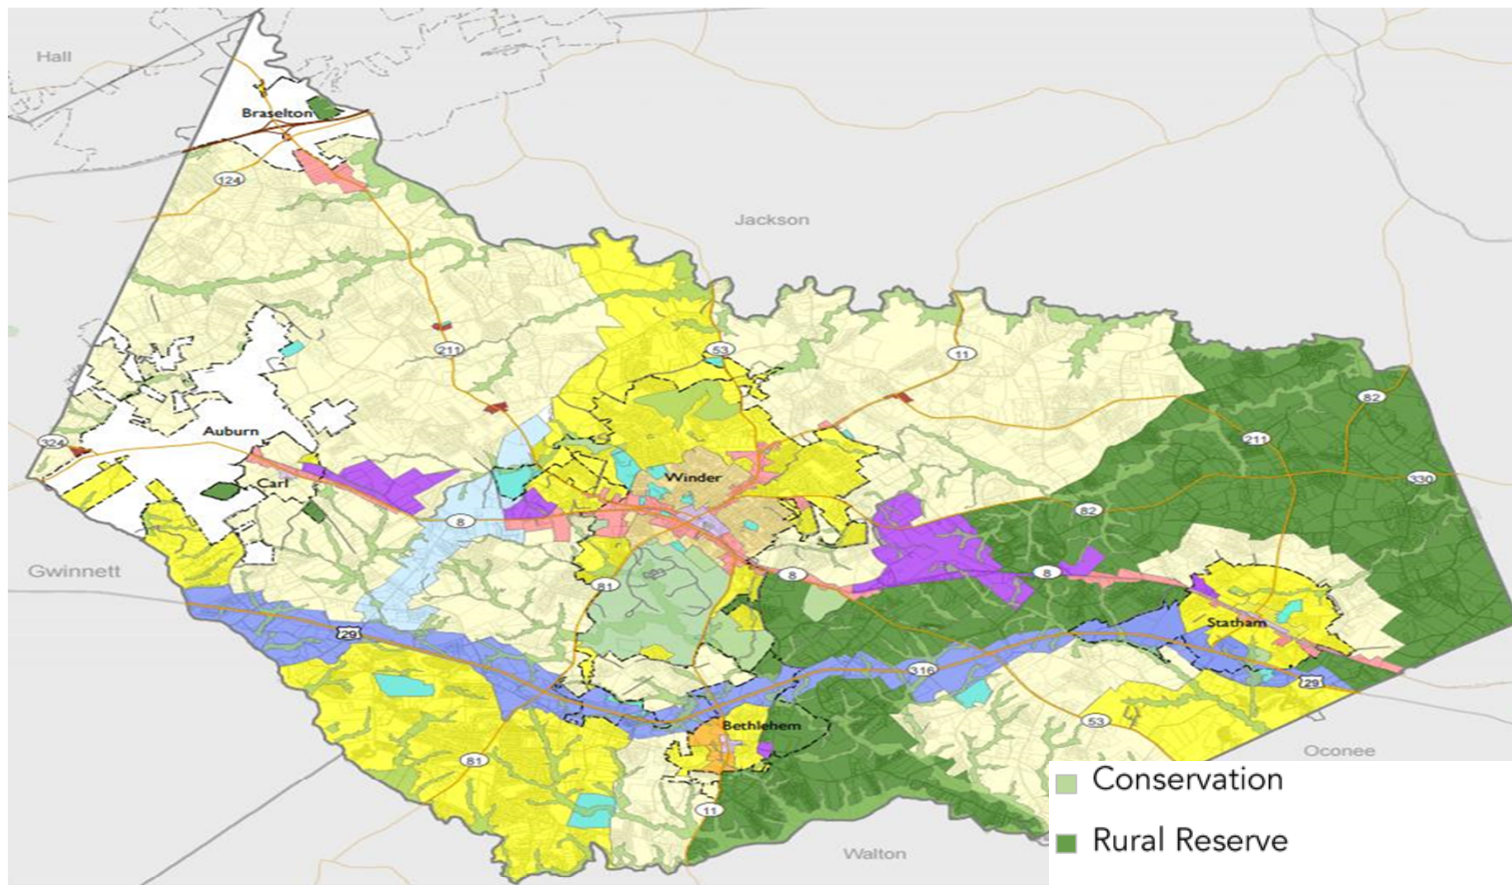 Hall
Braselton
124
Jackson
211
53
11
82
324
Auburn
211
Carl
Winder
330
8
82
Gwinnett
81
8
8
29
Statham
316
29
Bethlehem
53
Oconee
81
11
Walton
Conservation
Rural Reserve